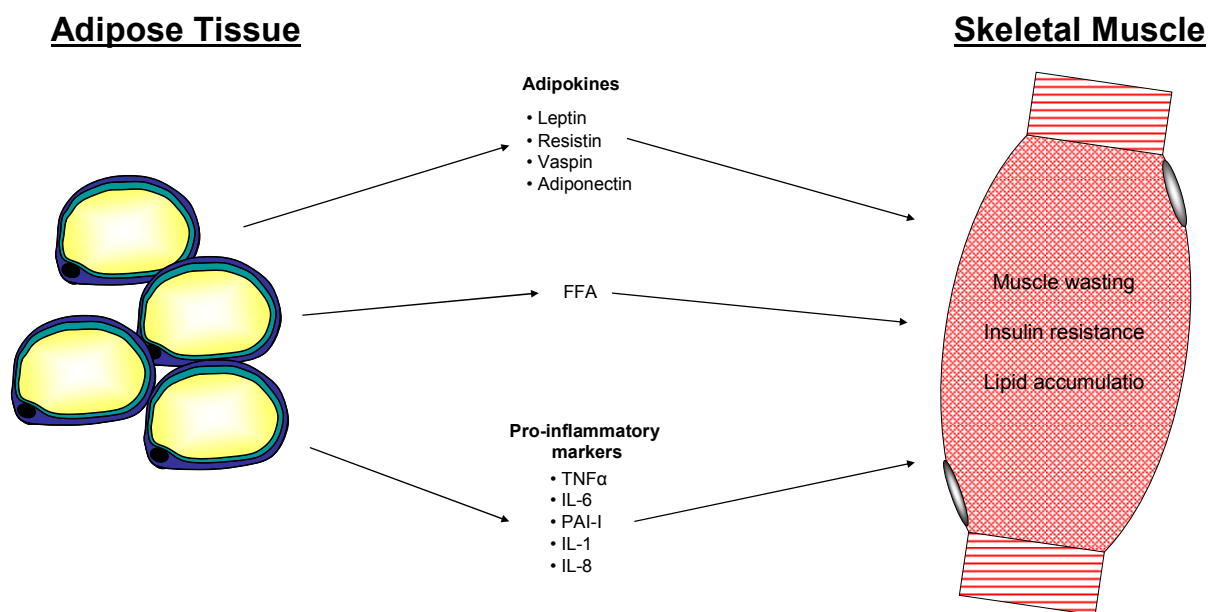 Adipose Tissue
Skeletal Muscle
Adipokines
• Leptin
• Resistin
• Vaspin
• Adiponectin
FFA
Pro-inflammatory
markers
• TNFα
• IL-6
• PAI-I
• IL-1
• IL-8
Muscle wasting
Insulin resistance
Lipid accumulatio